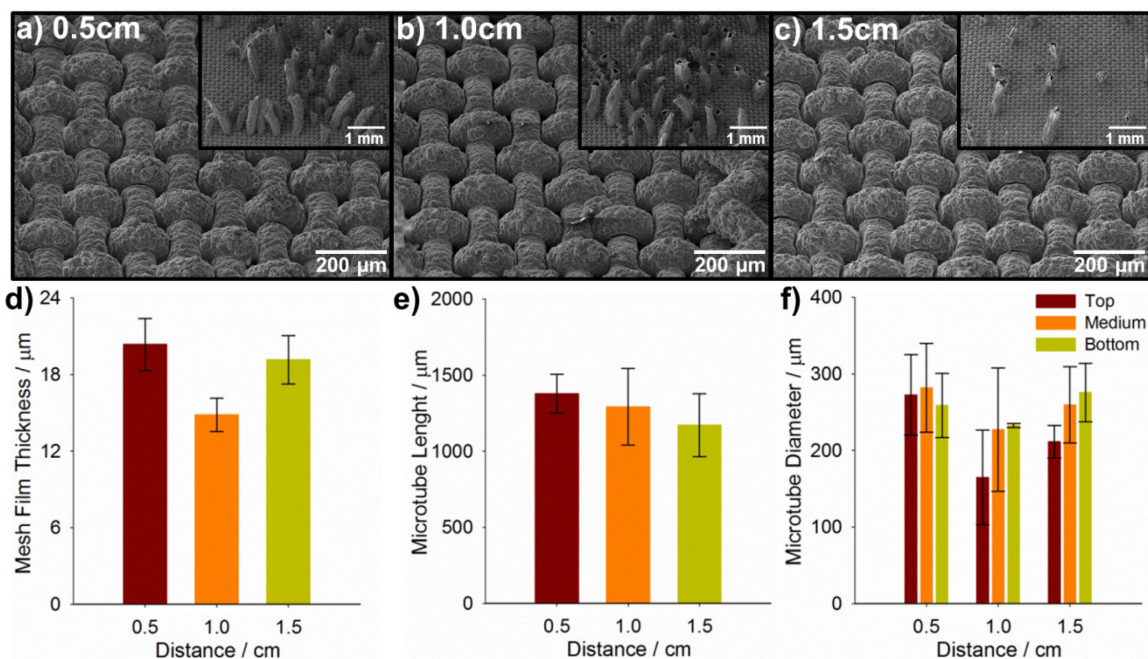 a) 0.5cm
1 mm
200 µm
b) 1.0cm
1 mm
200 µm
c) 1.5cm
1 mm
200 µm
d)
Mesh Film Thickness / µm
24
18
12
6
0
0.5 1.0 1.5
Distance / cm
e)
Microtube Lenght / µm
2000
1500
1000
500
0
0.5 1.0 1.5
Distance / cm
f)
Microtube Diameter / µm
400
300
200
100
0
Top
Medium
Bottom
0.5 1.0 1.5
Distance / cm